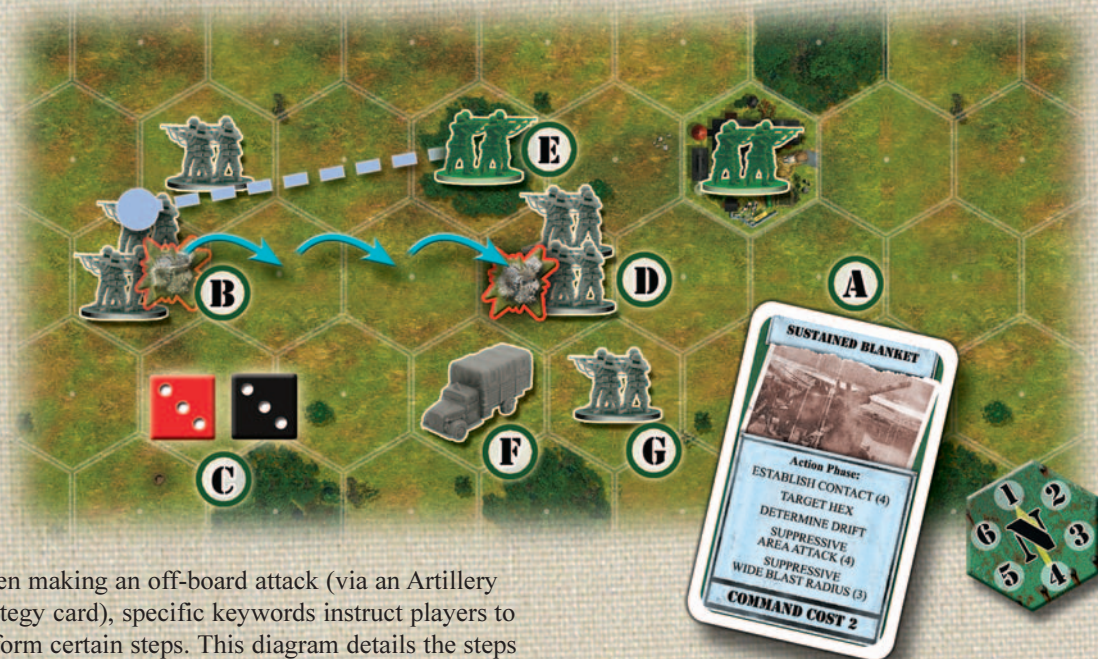 E
B
D
A
C
F
G
SUSTAINED BLANKET
Action Phase:
ESTABLISH CONTACT (4)
TARGET HEX
DETERMINE DRIFT
SUPPRESSIVE
AREA ATTACK (4)
SUPPRESSIVE
WIDE BLAST RADIUS (3)
COMMAND COST 2
1
2
6
N
3
5
4
en making an off-board attack (via an Artillery
tegy card), specific keywords instruct players to
form certain steps. This diagram details the steps